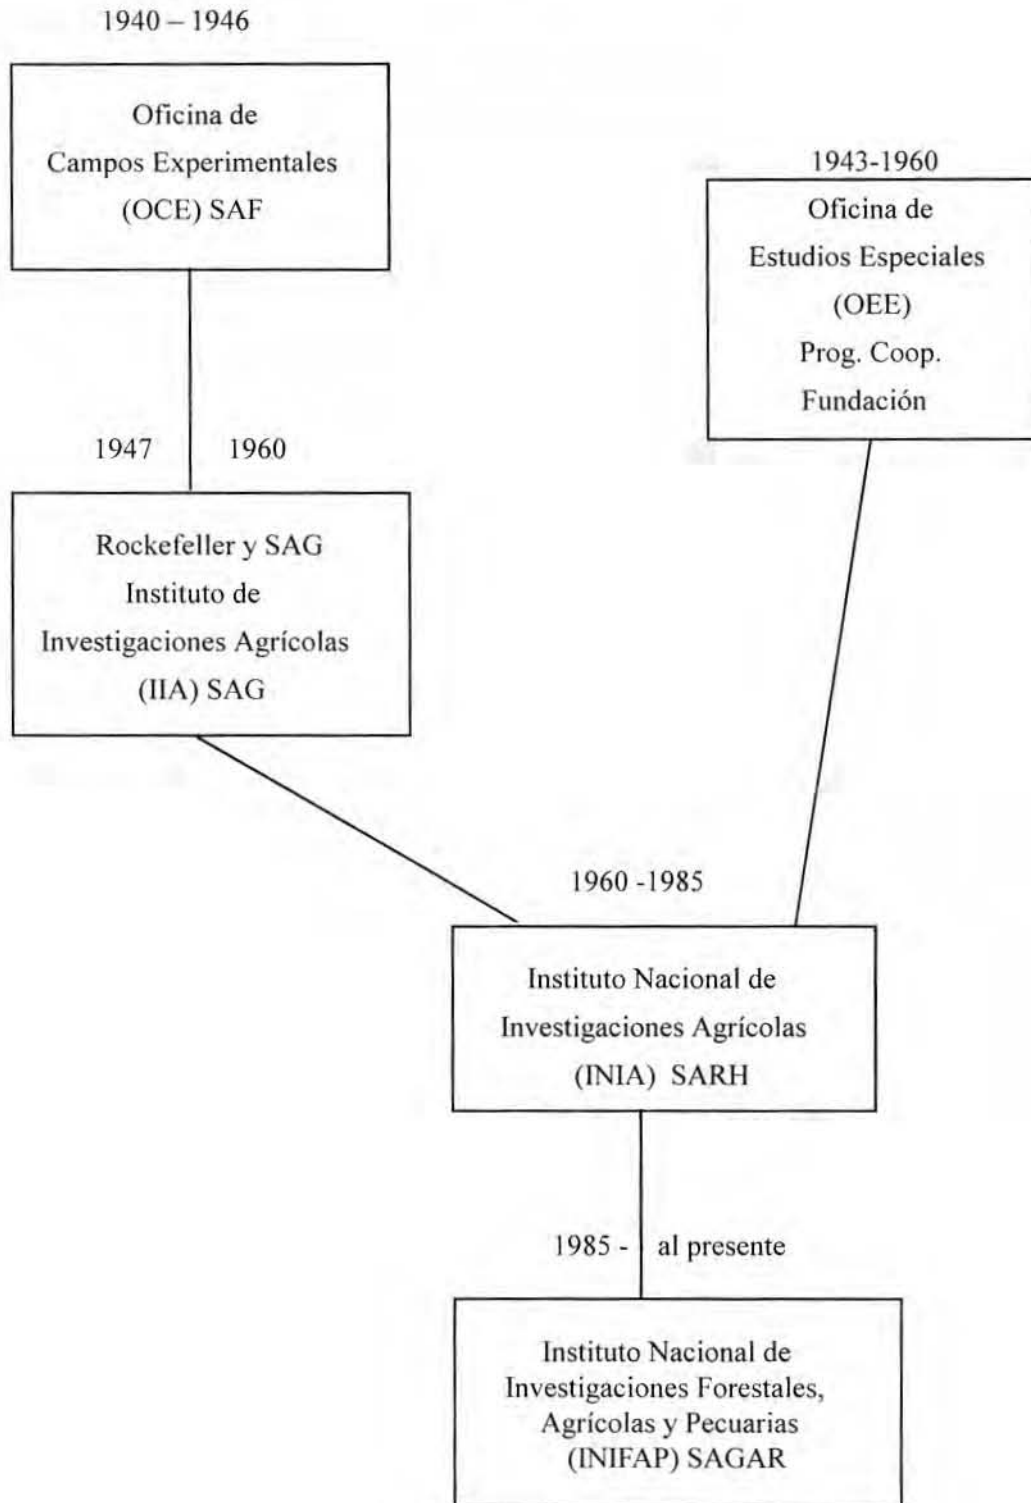 1940 – 1946
Oficina de
Campos Experimentales
(OCE) SAF
1943-1960
Oficina de
Estudios Especiales
(OEE)
Prog. Coop.
Fundación
1947 1960
Rockefeller y SAG
Instituto de
Investigaciones Agrícolas
(IIA) SAG
1960 -1985
Instituto Nacional de
Investigaciones Agrícolas
(INIA) SARH
1985 - al presente
Instituto Nacional de
Investigaciones Forestales,
Agrícolas y Pecuarias
(INIFAP) SAGAR